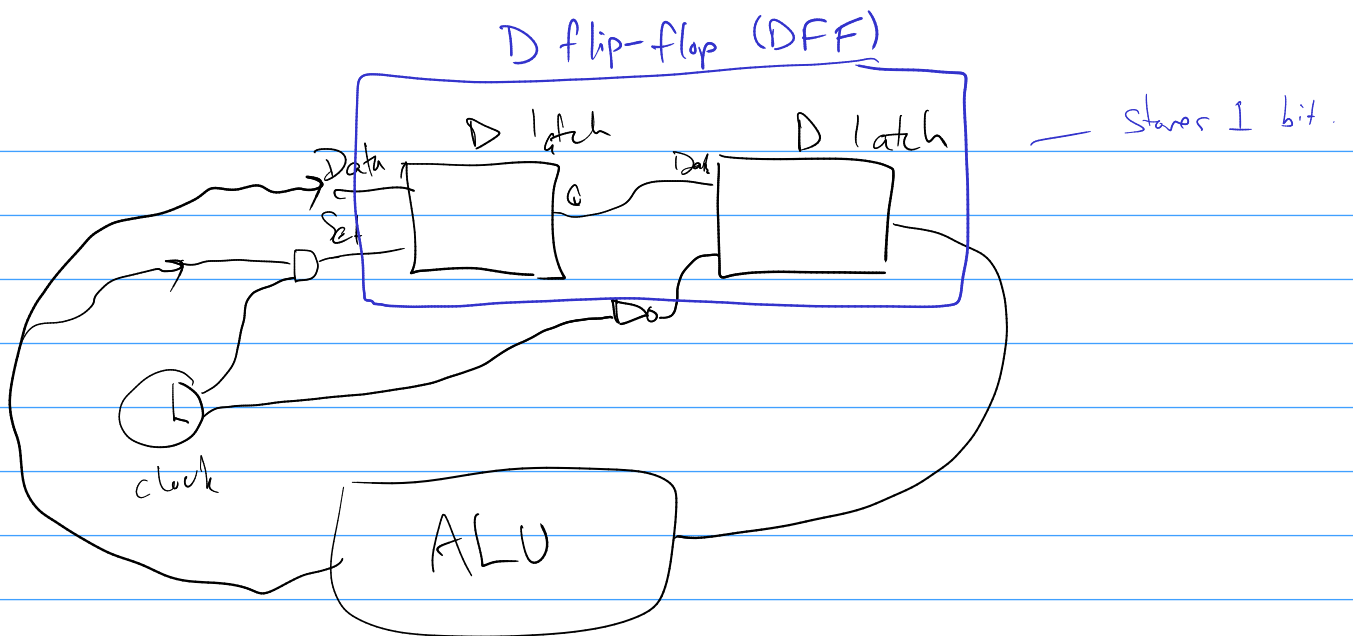 D flip-flop (DFF)
D latch
D latch
stores 1 bit.
Data
Data
Q
Set
clock
ALU